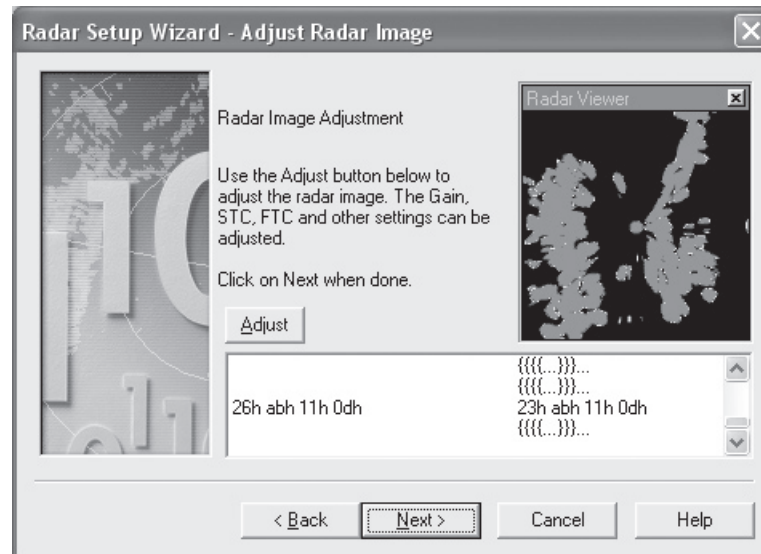 Radar Setup Wizard - Adjust Radar Image
Radar Image Adjustment
Use the Adjust button below to
adjust the radar image. The Gain,
STC, FTC and other settings can be
adjusted.
Click on Next when done.
Adjust
Radar Viewer
{{{{...}}}...
{{{{...}}}...
26h abh 11h 0dh 23h abh 11h 0dh
{{{{...}}}...
< Back
Next >
Cancel
Help
110
0110